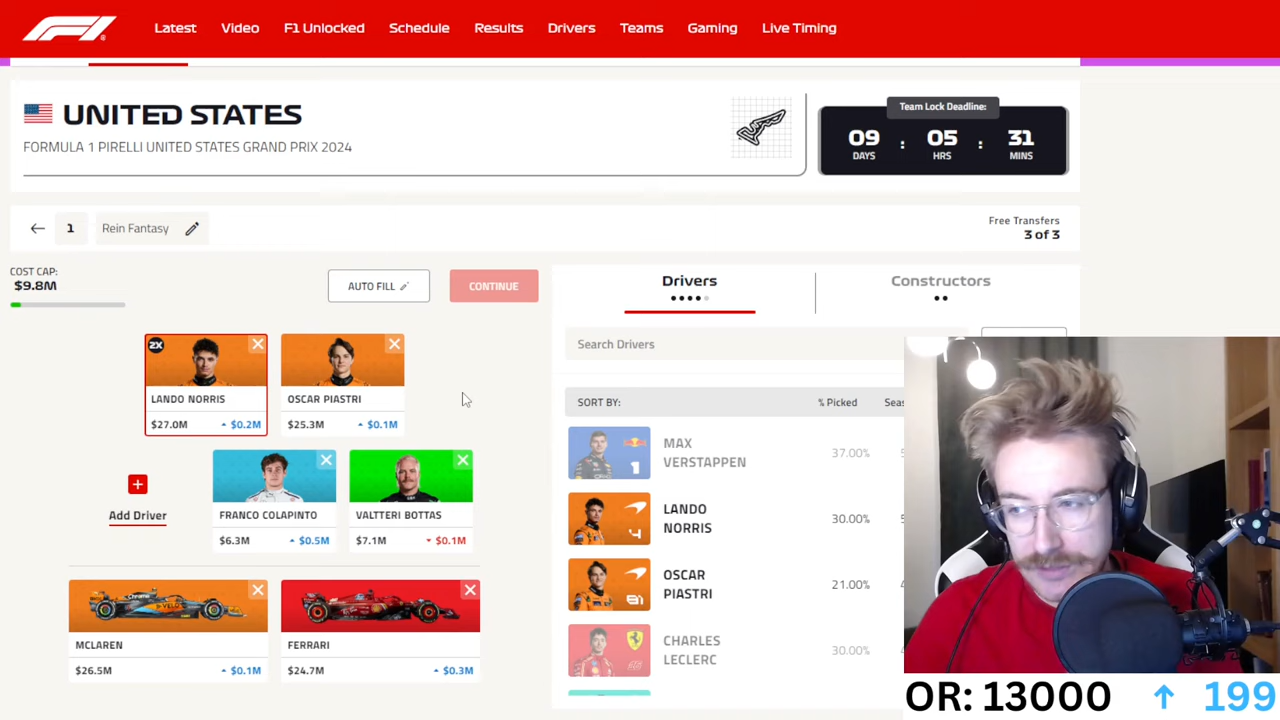 Latest Video F1 Unlocked Schedule Results Drivers Teams Gaming Live Timing
UNITED STATES
FORMULA 1 PIRELLI UNITED STATES GRAND PRIX 2024
Team Lock Deadline:
09 : 05 : 31
DAYS HRS MINS
1 Rein Fantasy
Free Transfers
3 of 3
COST CAP:
$9.8M
AUTO FILL
CONTINUE
2X
LANDO NORRIS
$27.0M $0.2M
OSCAR PIASTRI
$25.3M $0.1M
Add Driver
FRANCO COLAPINTO
$6.3M $0.5M
VALTTERI BOTTAS
$7.1M $0.1M
MCLAREN
$26.5M $0.1M
FERRARI
$24.7M $0.3M
Drivers
Constructors
Search Drivers
SORT BY: % Picked Seas
MAX
VERSTAPPEN
37.00%
1
LANDO
NORRIS
30.00%
4
OSCAR
PIASTRI
21.00%
81
CHARLES
LECLERC
30.00%
OR: 13000 ↑ 199